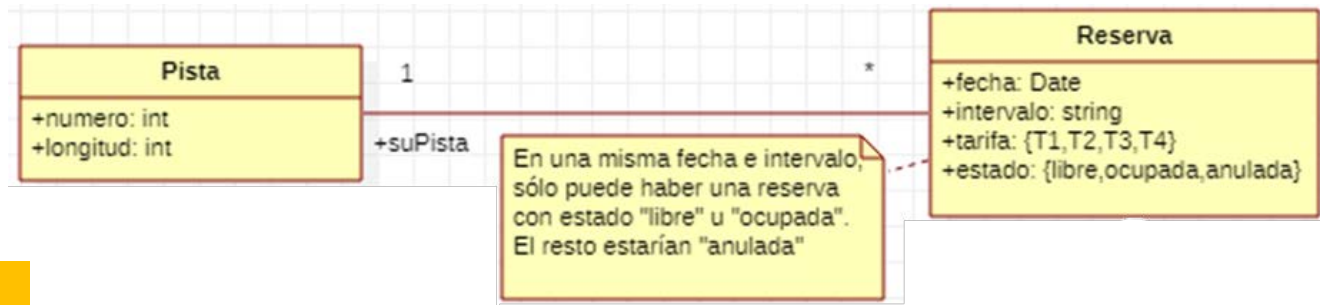 Pista
+numero: int
+longitud: int
1
+suPista
*
En una misma fecha e intervalo,
sólo puede haber una reserva
con estado "libre" u "ocupada".
El resto estarían "anulada"
Reserva
+fecha: Date
+intervalo: string
+tarifa: {T1,T2,T3,T4}
+estado: {libre,ocupada,anulada}